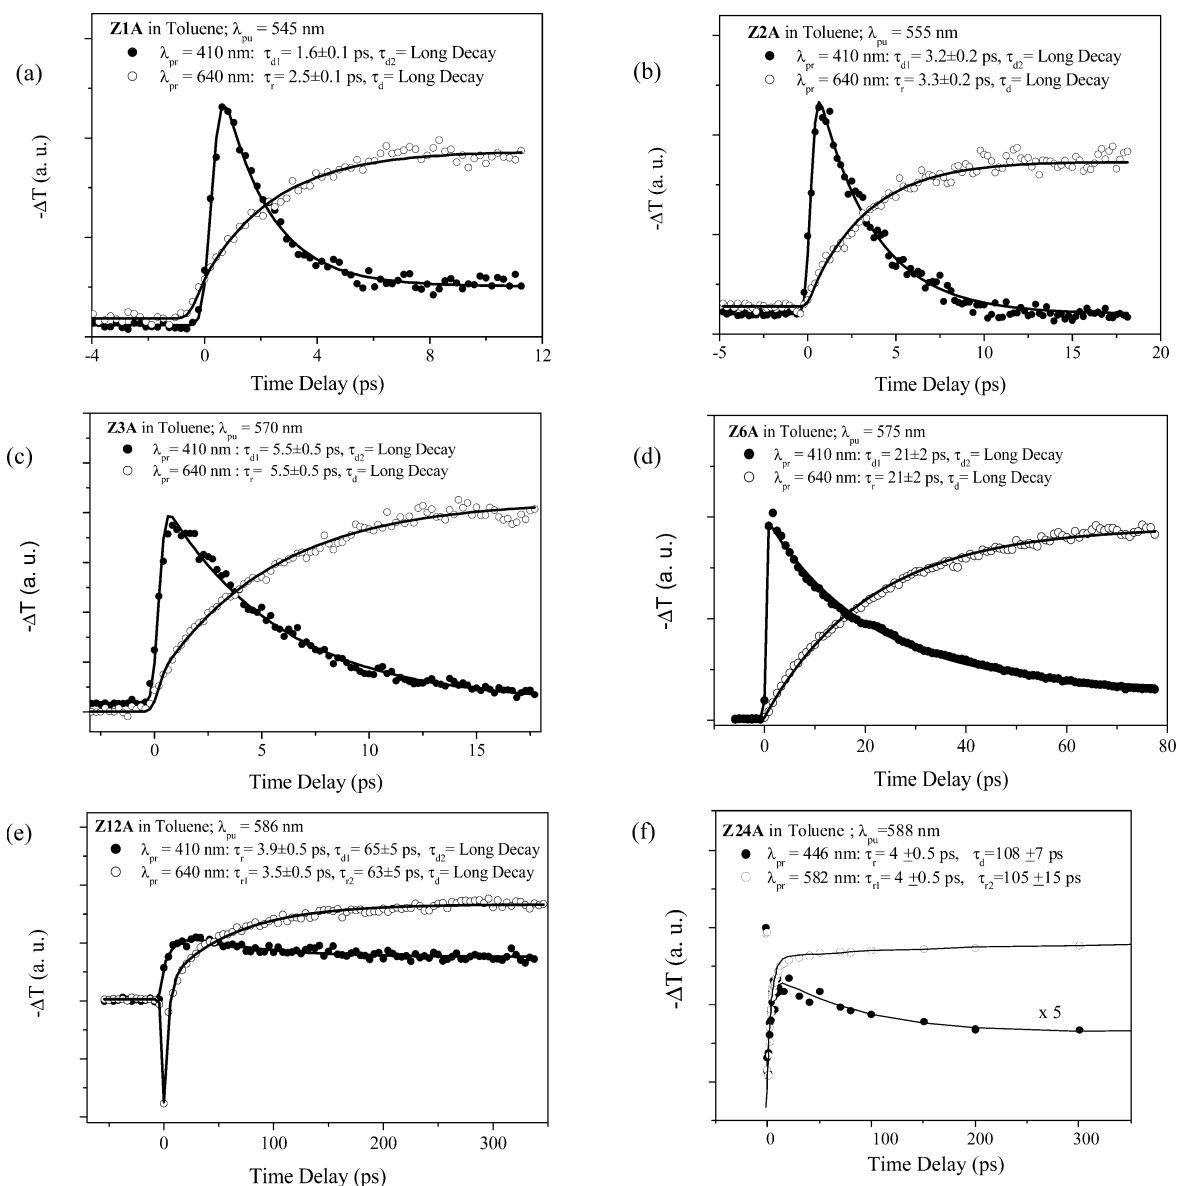 (a)
Z1A in Toluene; λpu = 545 nm
λpr = 410 nm: τd1= 1.6±0.1 ps, τd2= Long Decay
λpr = 640 nm: τr= 2.5±0.1 ps, τd= Long Decay
-ΔT (a. u.)
-4 0 4 8 12
Time Delay (ps)
(b)
Z2A in Toluene; λpu = 555 nm
λpr = 410 nm: τd1= 3.2±0.2 ps, τd2= Long Decay
λpr = 640 nm: τr= 3.3±0.2 ps, τd= Long Decay
-ΔT (a. u.)
-5 0 5 10 15 20
Time Delay (ps)
(c)
Z3A in Toluene; λpu = 570 nm
λpr = 410 nm : τd1= 5.5±0.5 ps, τd2= Long Decay
λpr = 640 nm : τr= 5.5±0.5 ps, τd= Long Decay
-ΔT (a. u.)
0 5 10 15
Time Delay (ps)
(d)
Z6A in Toluene; λpu = 575 nm
λpr = 410 nm : τd1= 21±2 ps, τd2= Long Decay
λpr = 640 nm : τr= 21±2 ps, τd= Long Decay
-ΔT (a. u.)
0 20 40 60 80
Time Delay (ps)
(e)
Z12A in Toluene; λpu = 586 nm
λpr = 410 nm: τr= 3.9±0.5 ps, τd1= 65±5 ps, τd2= Long Decay
λpr = 640 nm: τr1= 3.5±0.5 ps, τr2= 63±5 ps, τd= Long Decay
-ΔT (a. u.)
0 100 200 300
Time Delay (ps)
(f)
Z24A in Toluene ; λpu=588 nm
λpr = 446 nm: τr= 4 ±0.5 ps, τd=108 ±7 ps
λpr = 582 nm: τr1= 4 ±0.5 ps, τr2=105 ±15 ps
-ΔT (a. u.)
x 5
0 100 200 300
Time Delay (ps)